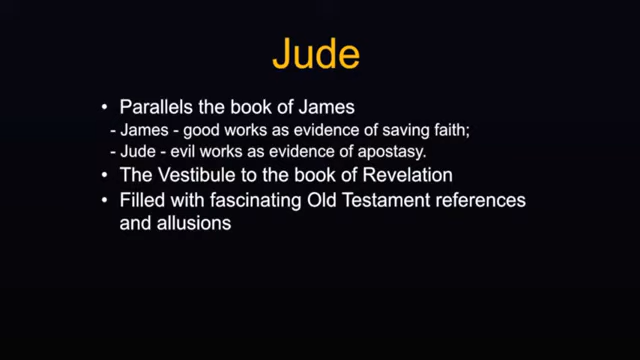 Jude
• Parallels the book of James
- James - good works as evidence of saving faith;
- Jude - evil works as evidence of apostasy.
• The Vestibule to the book of Revelation
• Filled with fascinating Old Testament references
and allusions